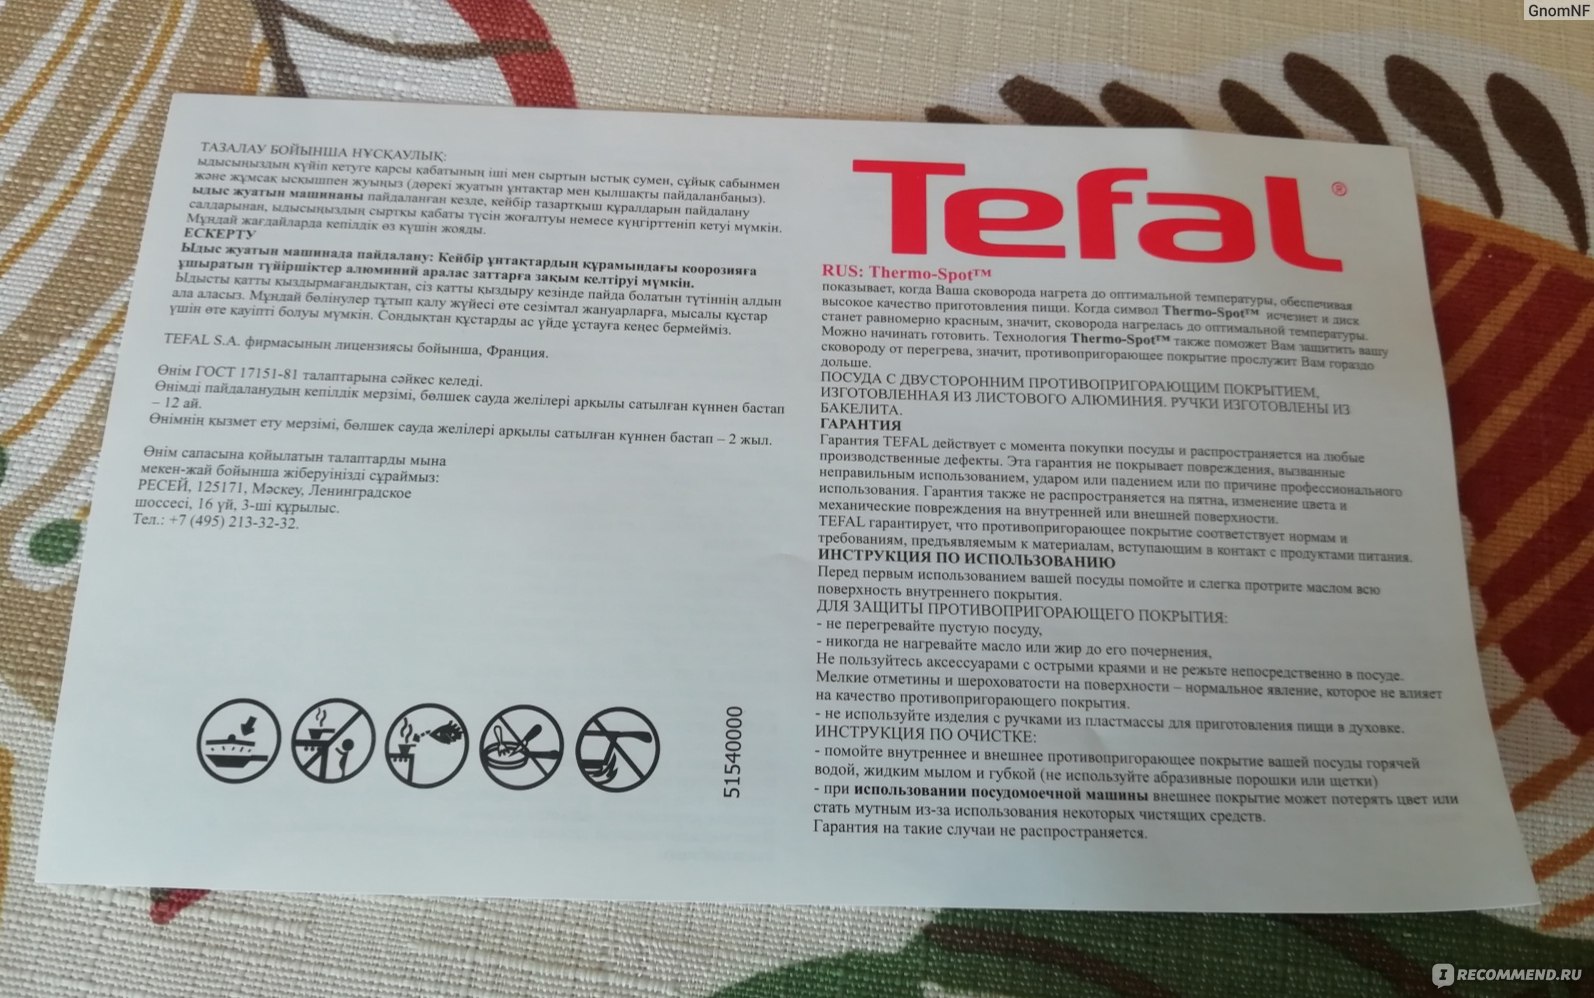 GnomNF
ТАЗАЛАУ БОЙЫНША НҰСҚАУЛЫҚ:
ыдысыңыздың күйіп кетуге қарсы қабатының іші мен сыртын ыстық сумен, сұйық сабынмен
және жұмсақ ысқышпен жуыңыз (дөрекі жуатын ұнтақтар мен қылшақты пайдаланбаңыз).
ыдыс жуатын машинаны пайдаланған кезде, кейбір тазартқыш құралдарын пайдалану
салдарынан, ыдысыңыздың сыртқы қабаты түсін жоғалтуы немесе күңгірттеніп кетуі мүмкін.
Мұндай жағдайларда кепілдік өз күшін жояды.
ЕСКЕРТУ
Ыдыс жуатын машинада пайдалану: Кейбір ұнтақтардың құрамындағы коорозияға
ұшыратын түйіршіктер алюминий аралас заттарға зақым келтіруі мүмкін.
Ыдысты қатты қыздырмағандықтан, сіз қатты қыздыру кезінде пайда болатын түтіннің алдын
ала аласыз. Мұндай бөлінулер тұтып қалу жүйесі өте сезімтал жануарларға, мысалы құстар
үшін өте қауіпті болуы мүмкін. Сондықтан құстарды ас үйде ұстауға кеңес бермейміз.
TEFAL S.A. фирмасының лицензиясы бойынша, Франция.
Өнім ГОСТ 17151-81 талаптарына сәйкес келеді.
Өнімді пайдаланудың кепілдік мерзімі, бөлшек сауда желілері арқылы сатылған күннен бастап
– 12 ай.
Өнімнің қызмет ету мерзімі, бөлшек сауда желілері арқылы сатылған күннен бастап – 2 жыл.
Өнім сапасына қойылатын талаптарды мына
мекен-жай бойынша жіберуіңізді сұраймыз:
РЕСЕЙ, 125171, Мәскеу, Ленинградское
шоссесі, 16 үй, 3-ші құрылыс.
Тел.: +7 (495) 213-32-32.
51540000
Tefal®
RUS: Thermo-Spot™
показывает, когда Ваша сковорода нагрета до оптимальной температуры, обеспечивая
высокое качество приготовления пищи. Когда символ Thermo-Spot™ исчезнет и диск
станет равномерно красным, значит, сковорода нагрелась до оптимальной температуры.
Можно начинать готовить. Технология Thermo-Spot™ также поможет Вам защитить вашу
сковороду от перегрева, значит, противопригорающее покрытие прослужит Вам гораздо
дольше.
ПОСУДА С ДВУСТОРОННИМ ПРОТИВОПРИГОРАЮЩИМ ПОКРЫТИЕМ,
ИЗГОТОВЛЕННАЯ ИЗ ЛИСТОВОГО АЛЮМИНИЯ. РУЧКИ ИЗГОТОВЛЕНЫ ИЗ
БАКЕЛИТА.
ГАРАНТИЯ
Гарантия TEFAL действует с момента покупки посуды и распространяется на любые
производственные дефекты. Эта гарантия не покрывает повреждения, вызванные
неправильным использованием, ударом или падением или по причине профессионального
использования. Гарантия также не распространяется на пятна, изменение цвета и
механические повреждения на внутренней или внешней поверхности.
TEFAL гарантирует, что противопригорающее покрытие соответствует нормам и
требованиям, предъявляемым к материалам, вступающим в контакт с продуктами питания.
ИНСТРУКЦИЯ ПО ИСПОЛЬЗОВАНИЮ
Перед первым использованием вашей посуды помойте и слегка протрите маслом всю
поверхность внутреннего покрытия.
ДЛЯ ЗАЩИТЫ ПРОТИВОПРИГОРАЮЩЕГО ПОКРЫТИЯ:
- не перегревайте пустую посуду,
- никогда не нагревайте масло или жир до его почернения,
Не пользуйтесь аксессуарами с острыми краями и не режьте непосредственно в посуде.
Мелкие отметины и шероховатости на поверхности – нормальное явление, которое не влияет
на качество противопригорающего покрытия.
- не используйте изделия с ручками из пластмассы для приготовления пищи в духовке.
ИНСТРУКЦИЯ ПО ОЧИСТКЕ:
- помойте внутреннее и внешнее противопригорающее покрытие вашей посуды горячей
водой, жидким мылом и губкой (не используйте абразивные порошки или щетки)
- при использовании посудомоечной машины внешнее покрытие может потерять цвет или
стать мутным из-за использования некоторых чистящих средств.
Гарантия на такие случаи не распространяется.
IRECOMMEND.RU